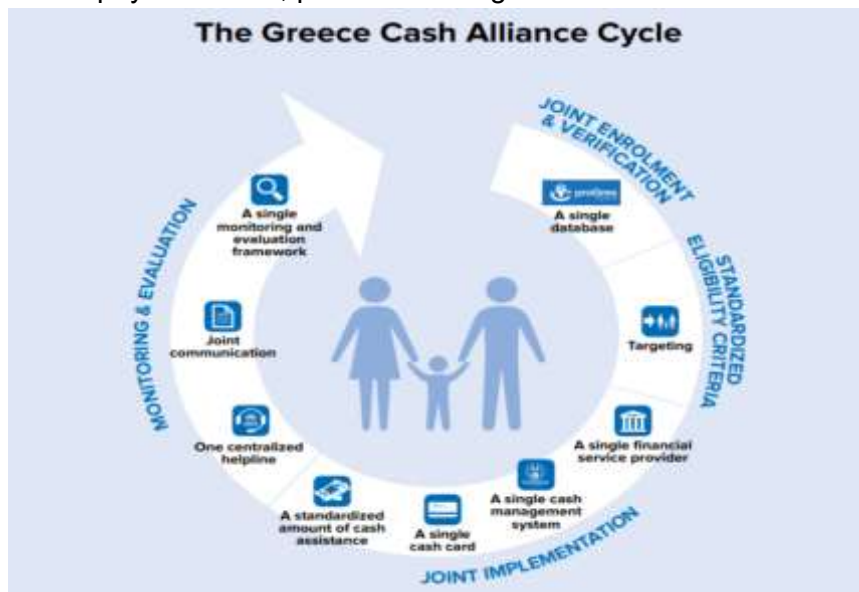 The Greece Cash Alliance Cycle
JOINT ENROLMENT
& VERIFICATION
A single
database
STANDARDIZED
ELIGIBILITY CRITERIA
Targeting
A single financial
service provider
A single cash
management
system
JOINT IMPLEMENTATION
A single
cash card
A standardized
amount of cash
assistance
One centralized
helpline
Joint
communication
MONITORING & EVALUATION
A single
monitoring and
evaluation
framework